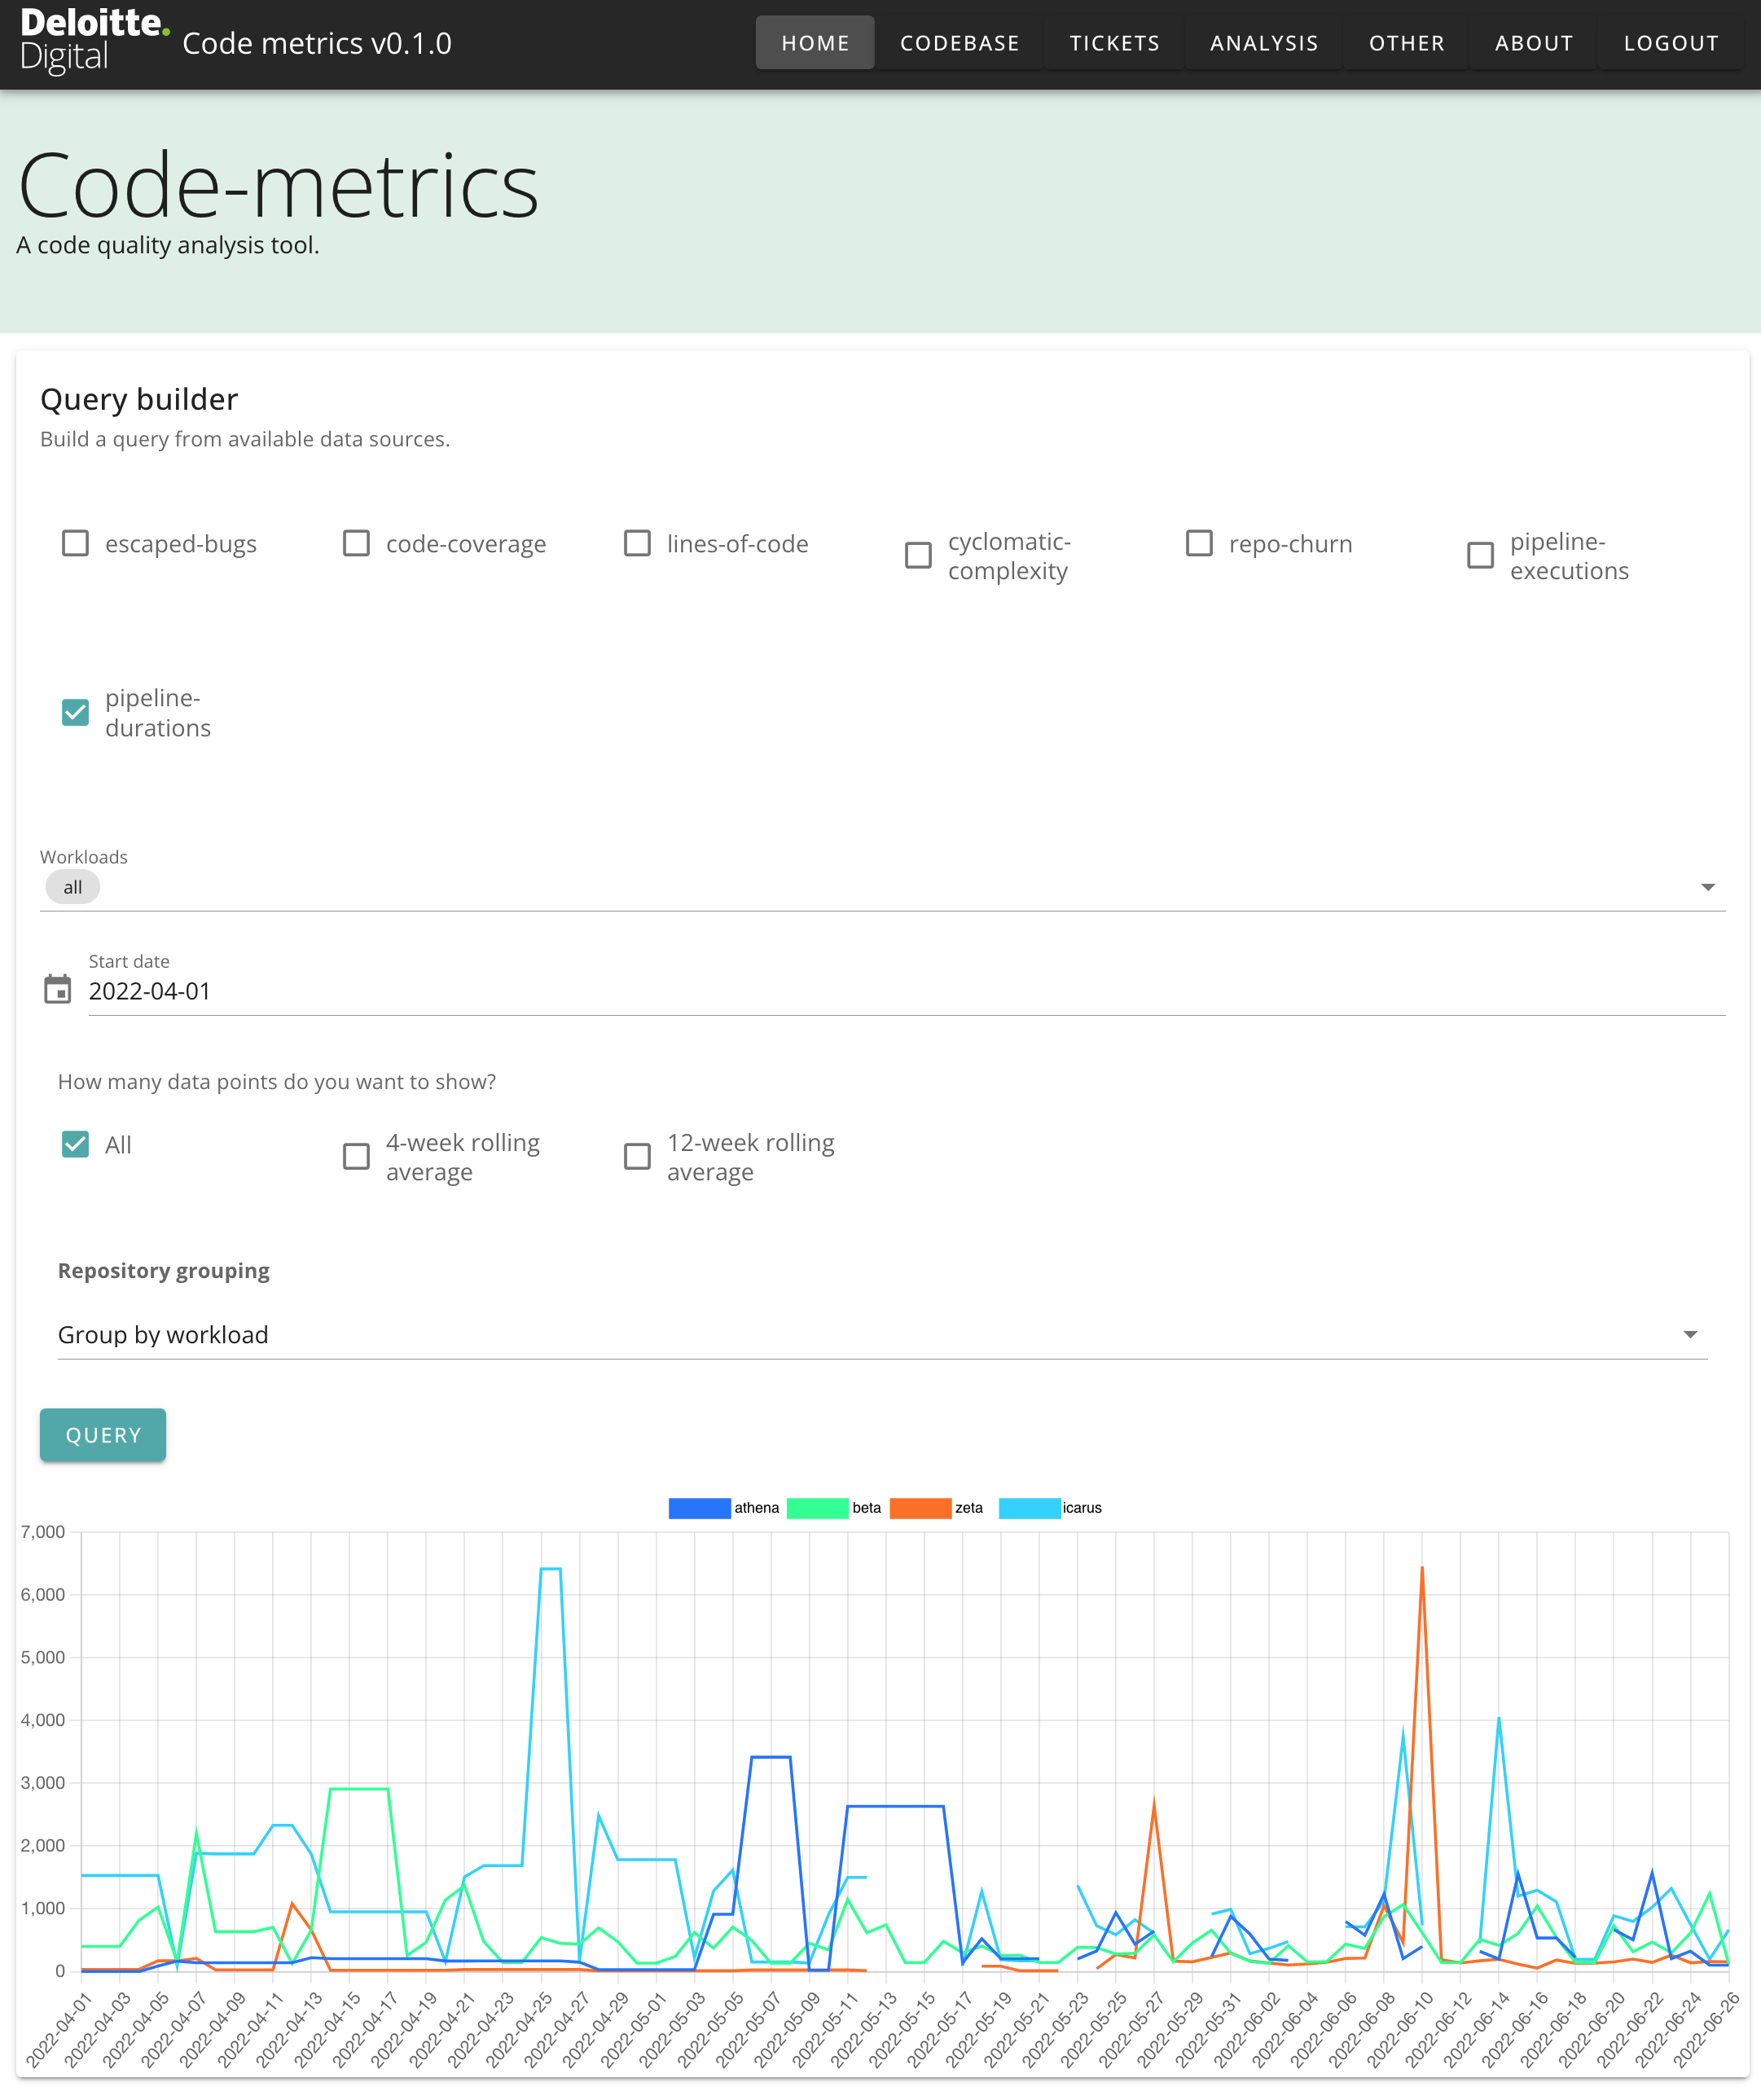 Deloitte.
Digital
Code metrics v0.1.0
HOME
CODEBASE
TICKETS
ANALYSIS
OTHER
ABOUT
LOGOUT
Code-metrics
A code quality analysis tool.
Query builder
Build a query from available data sources.
escaped-bugs
code-coverage
lines-of-code
cyclomatic-
complexity
repo-churn
pipeline-
executions
pipeline-
durations
Workloads
all
Start date
2022-04-01
How many data points do you want to show?
All
4-week rolling
average
12-week rolling
average
Repository grouping
Group by workload
QUERY
athena
beta
zeta
icarus
7,000
6,000
5,000
4,000
3,000
2,000
1,000
0
2022-04-01
2022-04-03
2022-04-05
2022-04-07
2022-04-09
2022-04-11
2022-04-13
2022-04-15
2022-04-17
2022-04-19
2022-04-21
2022-04-23
2022-04-25
2022-04-27
2022-04-29
2022-05-01
2022-05-03
2022-05-05
2022-05-07
2022-05-09
2022-05-11
2022-05-13
2022-05-15
2022-05-17
2022-05-19
2022-05-21
2022-05-23
2022-05-25
2022-05-27
2022-05-29
2022-05-31
2022-06-02
2022-06-04
2022-06-06
2022-06-08
2022-06-10
2022-06-12
2022-06-14
2022-06-16
2022-06-18
2022-06-20
2022-06-22
2022-06-24
2022-06-26